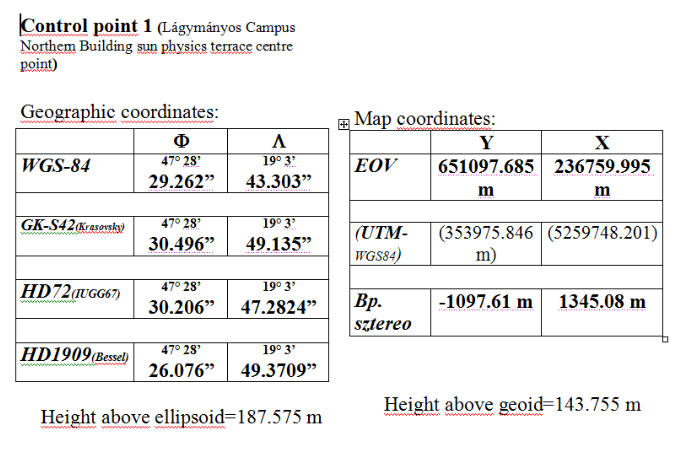 Control point 1 (Lágymányos Campus
Northern Building sun physics terrace centre
point)
Geographic coordinates:
Φ Λ
WGS-84 47° 28’ 29.262” 19° 3’ 43.303”
GK-S42(Krasovsky) 47° 28’ 30.496” 19° 3’ 49.135”
HD72(IUGG67) 47° 28’ 30.206” 19° 3’ 47.2824”
HD1909(Bessel) 47° 28’ 26.076” 19° 3’ 49.3709”
Height above ellipsoid=187.575 m
Map coordinates:
Y X
EOV 651097.685 m 236759.995 m
(UTM-WGS84) (353975.846 m) (5259748.201)
Bp. sztereo -1097.61 m 1345.08 m
Height above geoid=143.755 m